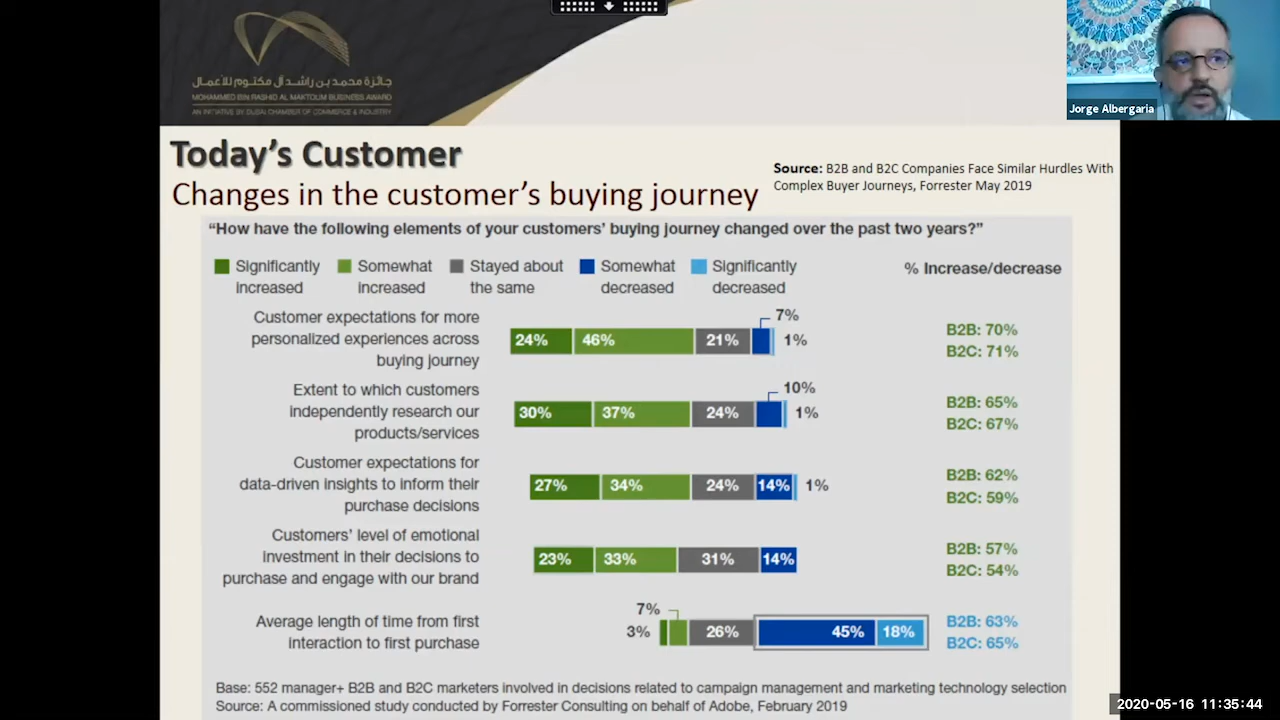 جائزة محمد بن راشد آل مكتوم للأعمال
MOHAMMED BIN RASHID AL MAKTOUM BUSINESS AWARD
AN INITIATIVE BY DUBAI CHAMBER OF COMMERCE & INDUSTRY
Jorge Albergaria
Today's Customer
Changes in the customer's buying journey
Source: B2B and B2C Companies Face Similar Hurdles With
Complex Buyer Journeys, Forrester May 2019
“How have the following elements of your customers’ buying journey changed over the past two years?”
Significantly increased
Somewhat increased
Stayed about the same
Somewhat decreased
Significantly decreased
% Increase/decrease
Customer expectations for more
personalized experiences across
buying journey
24% 46% 21% 7% 1%
B2B: 70%
B2C: 71%
Extent to which customers
independently research our
products/services
30% 37% 24% 10% 1%
B2B: 65%
B2C: 67%
Customer expectations for
data-driven insights to inform their
purchase decisions
27% 34% 24% 14% 1%
B2B: 62%
B2C: 59%
Customers’ level of emotional
investment in their decisions to
purchase and engage with our brand
23% 33% 31% 14%
B2B: 57%
B2C: 54%
Average length of time from first
interaction to first purchase
3% 7% 26% 45% 18%
B2B: 63%
B2C: 65%
Base: 552 manager+ B2B and B2C marketers involved in decisions related to campaign management and marketing technology selection
Source: A commissioned study conducted by Forrester Consulting on behalf of Adobe, February 2019
2020-05-16 11:35:44